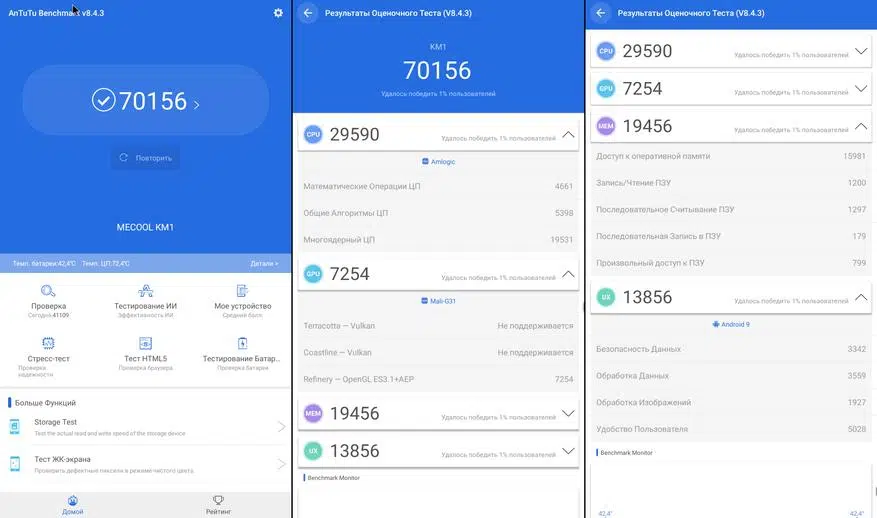 AnTuTu Benchmark v8.4.3
70156
Повторить
MECOOL KM1
Темп. батареи:42,4°C Темп. ЦП:72,4°C Детали >
Проверка
Сегодня:41109
Тестирование ИИ
Эффективность ИИ
Мое устройство
Средний балл:
Стресс-тест
Проверка
надежности
Тест HTML5
Проверка браузера
Тестирование Батар...
Проверка батареи
Больше Функций
Storage Test
Test the actual read and write speed of the storage device
Тест ЖК-экрана
Проверить дефектные пиксели в режиме чистого цвета.
Домой
Рейтинг
Результаты Оценочного Теста (V8.4.3)
KM1
70156
Удалось победить 1% пользователей
CPU 29590 Удалось победить 1% пользователей
Amlogic
Математические Операции ЦП 4661
Общие Алгоритмы ЦП 5398
Многоядерный ЦП 19531
GPU 7254 Удалось победить 1% пользователей
Mali-G31
Terracotta — Vulkan Не поддерживается
Coastline — Vulkan Не поддерживается
Refinery — OpenGL ES3.1+AEP 7254
MEM 19456 Удалось победить 1% пользователей
UX 13856 Удалось победить 1% пользователей
Benchmark Monitor
Результаты Оценочного Теста (V8.4.3)
CPU 29590 Удалось победить 1% пользователей
GPU 7254 Удалось победить 1% пользователей
MEM 19456 Удалось победить 1% пользователей
Доступ к оперативной памяти 15981
Запись/Чтение ПЗУ 1200
Последовательное Считывание ПЗУ 1297
Последовательная Запись в ПЗУ 179
Произвольный доступ к ПЗУ 799
UX 13856 Удалось победить 1% пользователей
Android 9
Безопасность Данных 3342
Обработка Данных 3559
Обработка Изображений 1927
Удобство Пользователя 5028
Benchmark Monitor
42,4° 42,4°